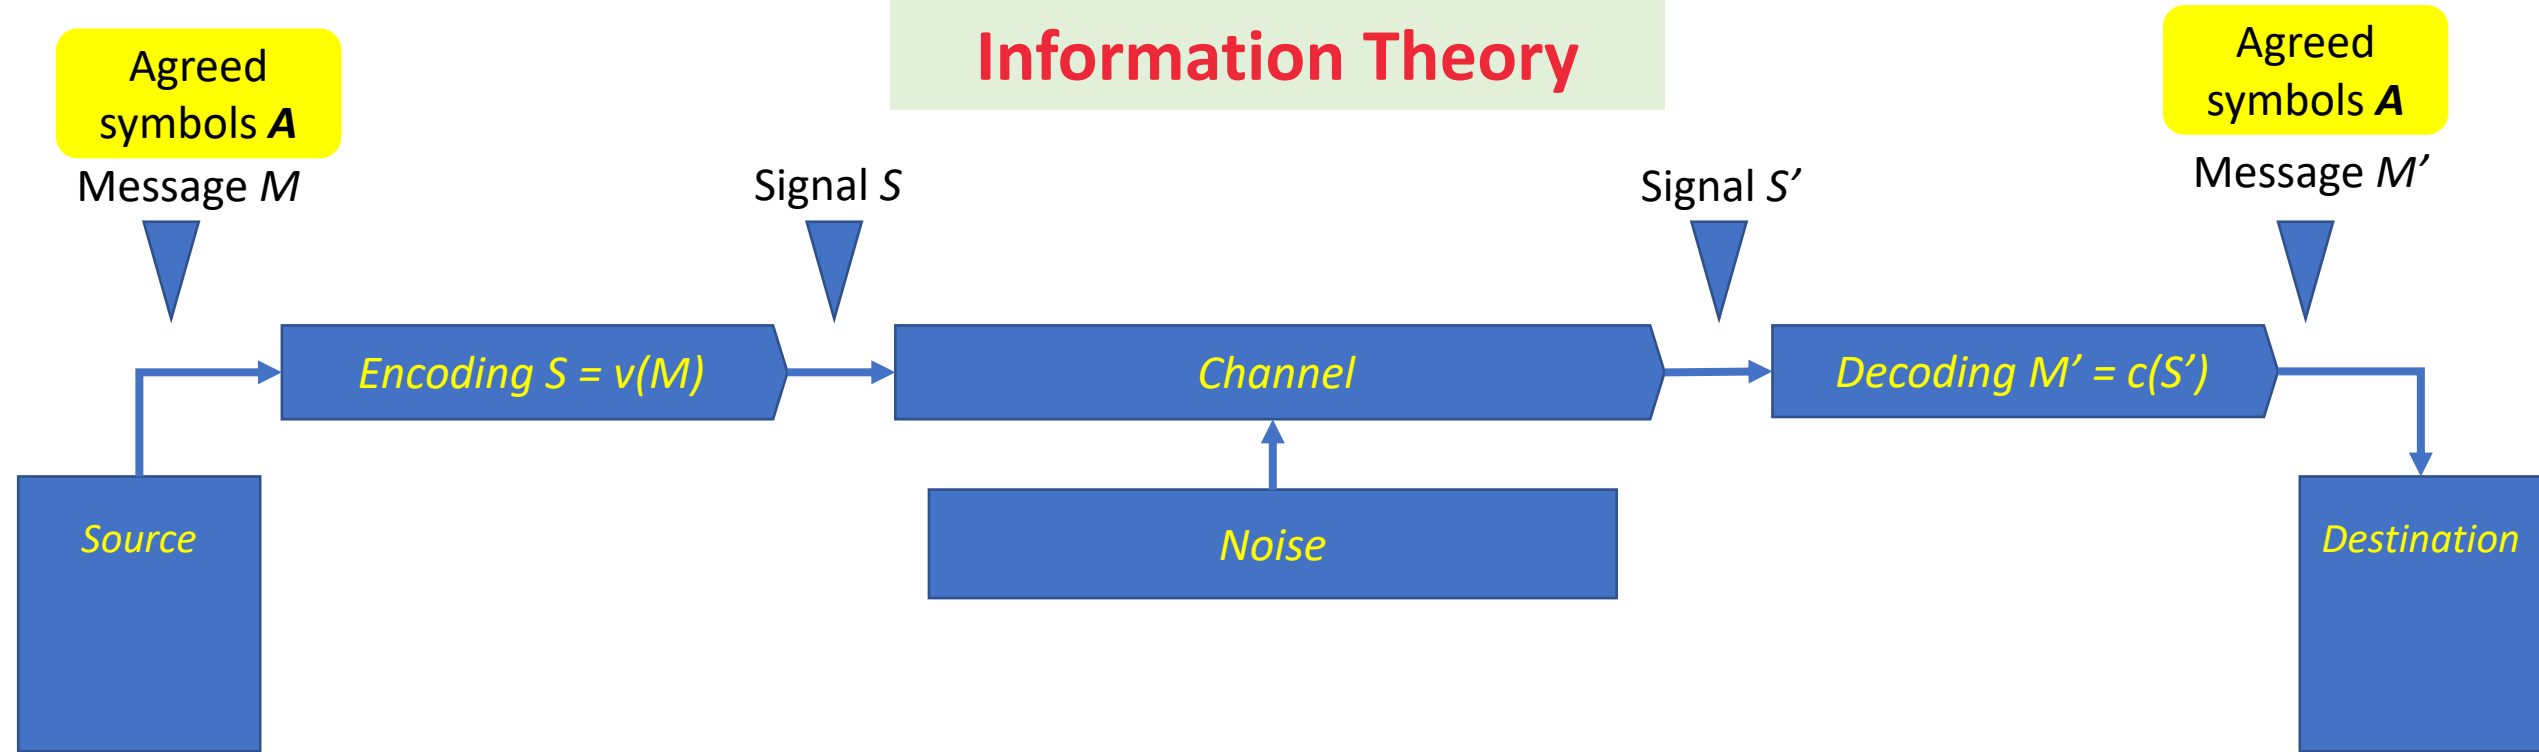 Information Theory
Agreed
symbols A
Agreed
symbols A
Message M
Signal S
Signal S’
Message M’
Encoding S = v(M)
Channel
Decoding M’ = c(S’)
Source
Noise
Destination